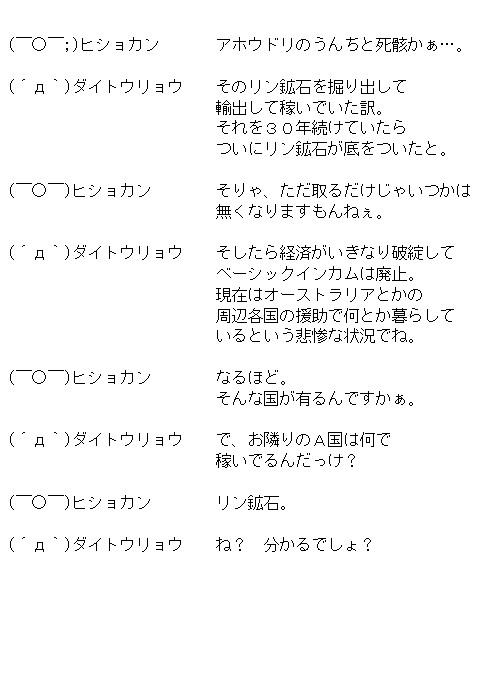 (￣○￣;)ヒショカン　　　アホウドリのうんちと死骸かぁ…。
(´д｀)ダイトウリョウ　　そのリン鉱石を掘り出して
輸出して稼いでいた訳。
それを３０年続けていたら
ついにリン鉱石が底をついたと。
(￣○￣)ヒショカン　　　そりゃ、ただ取るだけじゃいつかは
無くなりますもんねぇ。
(´д｀)ダイトウリョウ　　そしたら経済がいきなり破綻して
ベーシックインカムは廃止。
現在はオーストラリアとかの
周辺各国の援助で何とか暮らして
いるという悲惨な状況でね。
(￣○￣)ヒショカン　　　なるほど。
そんな国が有るんですかぁ。
(´д｀)ダイトウリョウ　　で、お隣りのＡ国は何で
稼いでるんだっけ？
(￣○￣)ヒショカン　　　リン鉱石。
(´д｀)ダイトウリョウ　　ね？　分かるでしょ？